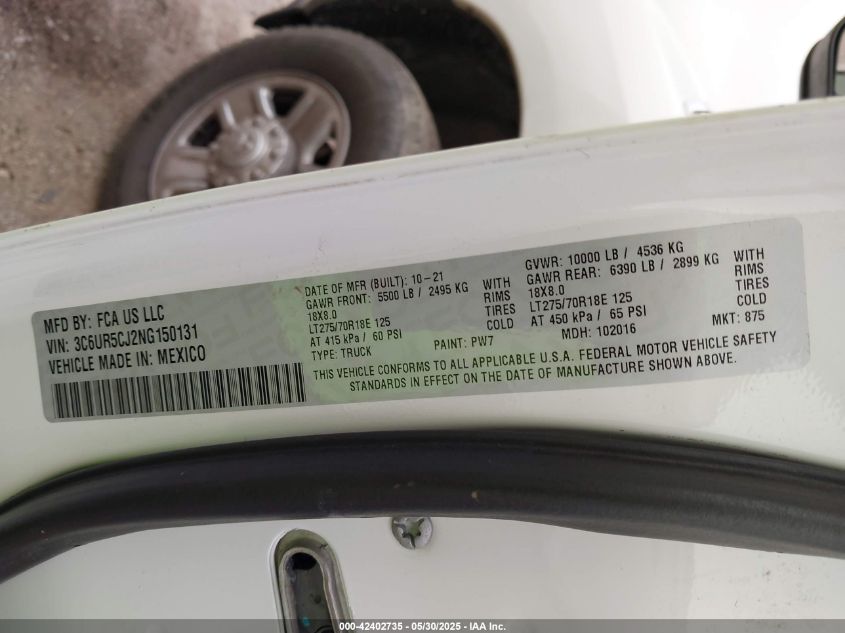 MFD BY: FCA US LLC
VIN: 3C6UR5CJ2NG150131
VEHICLE MADE IN: MEXICO
DATE OF MFR (BUILT): 10-21
GAWR FRONT: 5500 LB / 2495 KG WITH
18X8.0 RIMS
LT275/70R18E 125 TIRES
AT 415 kPa / 60 PSI COLD
TYPE: TRUCK PAINT: PW7
GVWR: 10000 LB / 4536 KG
GAWR REAR: 6390 LB / 2899 KG WITH
18X8.0 RIMS
LT275/70R18E 125 TIRES
AT 450 kPa / 65 PSI COLD
MDH: 102016 MKT: 875
THIS VEHICLE CONFORMS TO ALL APPLICABLE U.S.A. FEDERAL MOTOR VEHICLE SAFETY
STANDARDS IN EFFECT ON THE DATE OF MANUFACTURE SHOWN ABOVE.
000-42402735 - 05/30/2025 - IAA Inc.